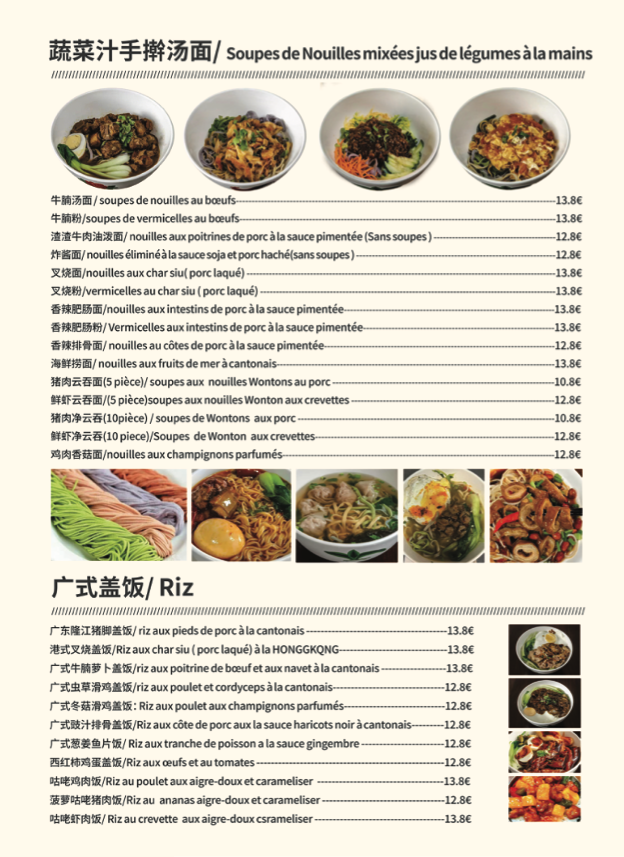 蔬菜汁手擀汤面/ Soupes de Nouilles mixées jus de légumes à la mains
牛腩汤面/ soupes de nouilles au bœufs 13.8€
牛腩粉/soupes de vermicelles au bœufs 13.8€
渣渣牛肉油泼面/ nouilles aux poitrines de porc à la sauce pimentée (Sans soupes) 12.8€
炸酱面/ nouilles éliminé à la sauce soja et porc haché(sans soupes) 12.8€
叉烧面/nouilles aux char siu( porc laqué) 13.8€
叉烧粉/vermicelles au char siu ( porc laqué) 13.8€
香辣肥肠面/nouilles aux intestins de porc à la sauce pimentée 13.8€
香辣肥肠粉/ Vermicelles aux intestins de porc à la sauce pimentée 13.8€
香辣排骨面/ nouilles au côtes de porc à la sauce pimentée 12.8€
海鲜捞面/ nouilles aux fruits de mer à cantonais 13.8€
猪肉云吞面(5 pièce)/ soupes aux nouilles Wontons au porc 10.8€
鲜虾云吞面/(5 pièce)soupes aux nouilles Wonton aux crevettes 12.8€
猪肉净云吞(10pièce) / soupes de Wontons aux porc 10.8€
鲜虾净云吞(10 piece)/Soupes de Wonton aux crevettes 12.8€
鸡肉香菇面/nouilles aux champignons parfumés 12.8€
广式盖饭/ Riz
广东隆江猪脚盖饭/ riz aux pieds de porc à la cantonais 13.8€
港式叉烧盖饭/Riz aux char siu ( porc laqué) à la HONGGKQNG 13.8€
广式牛腩萝卜盖饭/riz aux poitrine de bœuf et aux navet à la cantonais 13.8€
广式虫草滑鸡盖饭/riz aux poulet et cordyceps à la cantonais 12.8€
广式冬菇滑鸡盖饭: Riz aux poulet aux champignons parfumés 12.8€
广式豉汁排骨盖饭/Riz aux côte de porc aux la sauce haricots noir à cantonais 12.8€
广式葱姜鱼片饭/ Riz aux tranche de poisson a la sauce gingembre 12.8€
西红柿鸡蛋盖饭/Riz aux œufs et au tomates 12.8€
咕咾鸡肉饭/Riz au poulet aux aigre-doux et carameliser 13.8€
菠萝咕咾猪肉饭/Riz au ananas aigre-doux et carameliser 12.8€
咕咾虾肉饭/ Riz au crevette aux aigre-doux csrameliser 13.8€